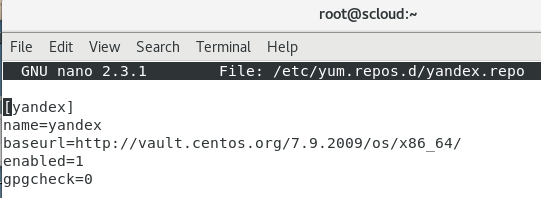 root@scloud:~
File Edit View Search Terminal Help
GNU nano 2.3.1 File: /etc/yum.repos.d/yandex.repo
[yandex]
name=yandex
baseurl=http://vault.centos.org/7.9.2009/os/x86_64/
enabled=1
gpgcheck=0